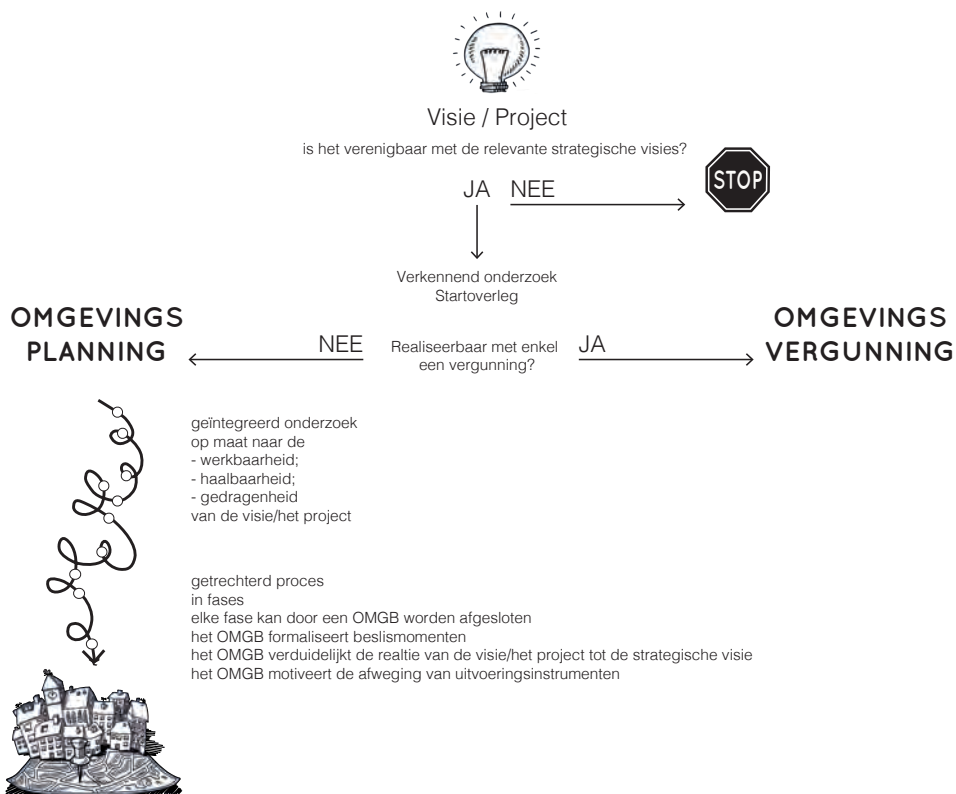 Visie / Project
is het verenigbaar met de relevante strategische visies?
JA NEE
STOP
Verkennend onderzoek
Startoverleg
OMGEVINGS
PLANNING
NEE
Realiseerbaar met enkel
een vergunning?
JA
OMGEVINGS
VERGUNNING
geïntegreerd onderzoek
op maat naar de
- werkbaarheid;
- haalbaarheid;
- gedragenheid
van de visie/het project
getrechterd proces
in fases
elke fase kan door een OMGB worden afgesloten
het OMGB formaliseert beslismomenten
het OMGB verduidelijkt de realtie van de visie/het project tot de strategische visie
het OMGB motiveert de afweging van uitvoeringsinstrumenten